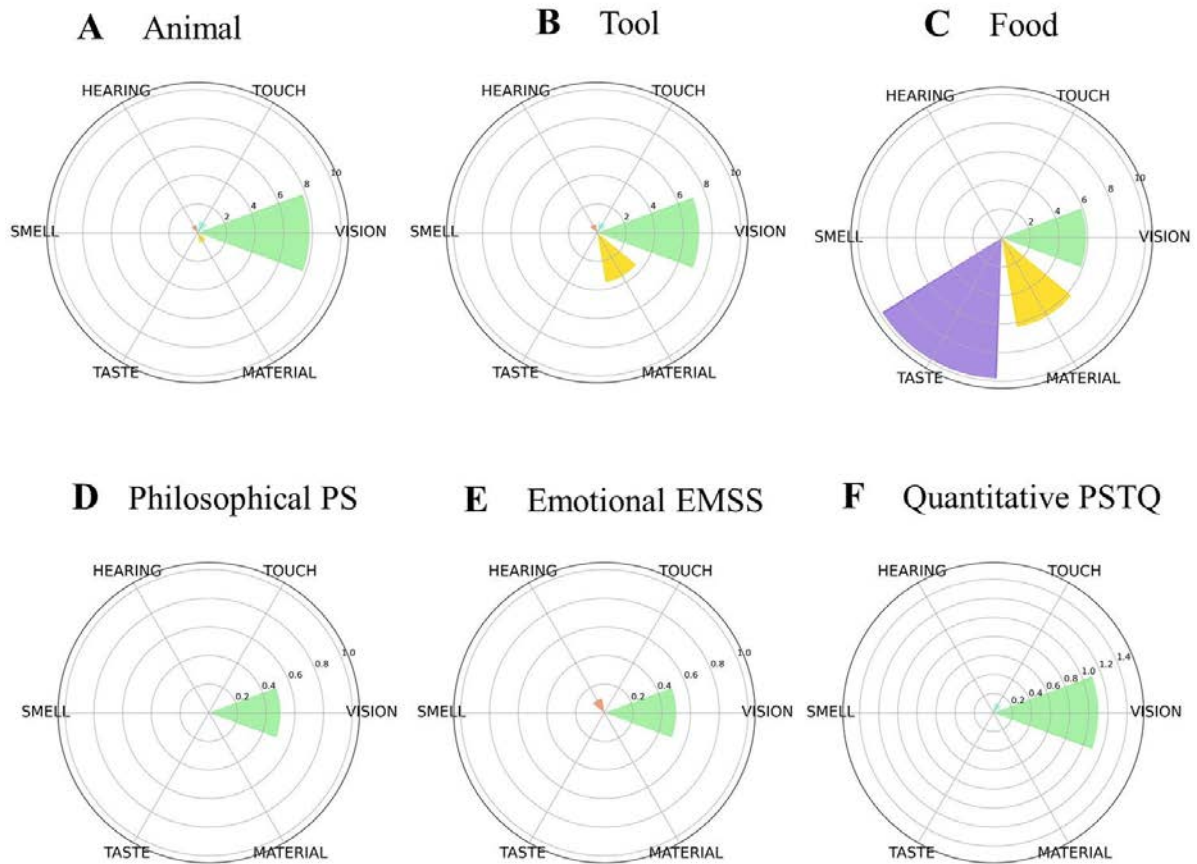 A Animal
B Tool
C Food
HEARING TOUCH
10
8
6
4
2
SMELL VISION
TASTE MATERIAL
HEARING TOUCH
10
8
6
4
2
SMELL VISION
TASTE MATERIAL
HEARING TOUCH
10
8
6
4
2
SMELL VISION
TASTE MATERIAL
D Philosophical PS
E Emotional EMSS
F Quantitative PSTQ
HEARING TOUCH
1.0
0.8
0.6
0.4
0.2
SMELL VISION
TASTE MATERIAL
HEARING TOUCH
1.0
0.8
0.6
0.4
0.2
SMELL VISION
TASTE MATERIAL
HEARING TOUCH
1.4
1.2
1.0
0.8
0.6
0.4
0.2
SMELL VISION
TASTE MATERIAL